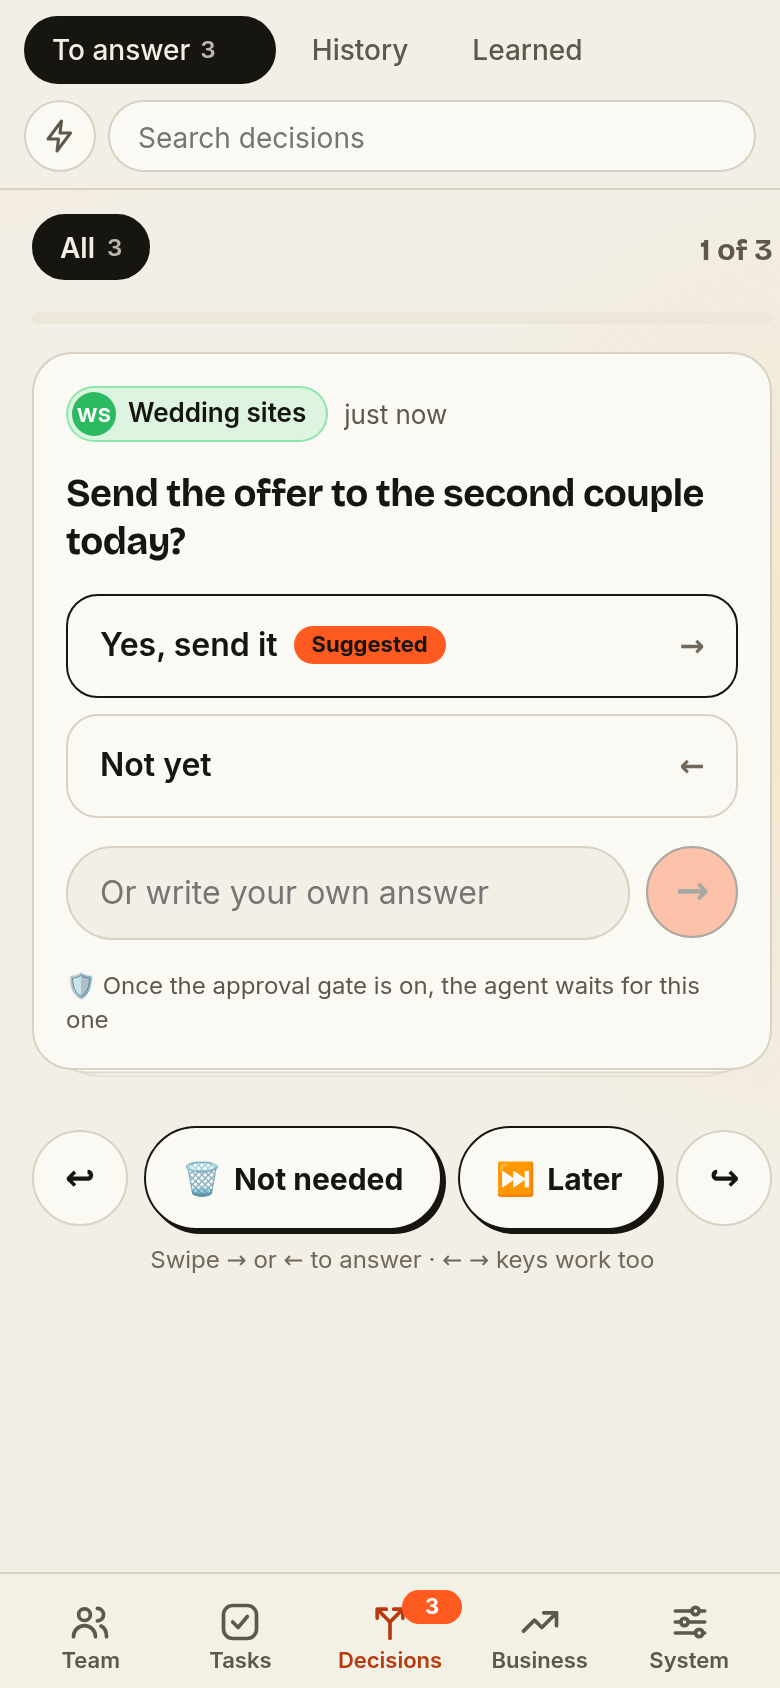 To answer 3
History
Learned
Search decisions
All 3
1 of 3
WS Wedding sites just now
Send the offer to the second couple
today?
Yes, send it Suggested →
Not yet ←
Or write your own answer →
Once the approval gate is on, the agent waits for this
one
↩ Not needed Later ↪
Swipe → or ← to answer · ← → keys work too
3
Team
Tasks
Decisions
Business
System